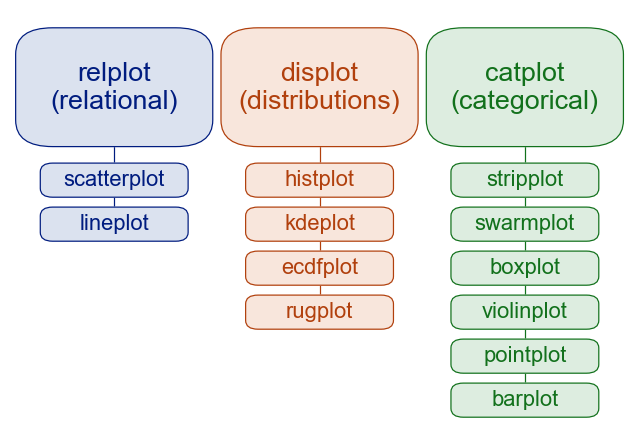 relplot
(relational)
scatterplot
lineplot
displot
(distributions)
histplot
kdeplot
ecdfplot
rugplot
catplot
(categorical)
stripplot
swarmplot
boxplot
violinplot
pointplot
barplot